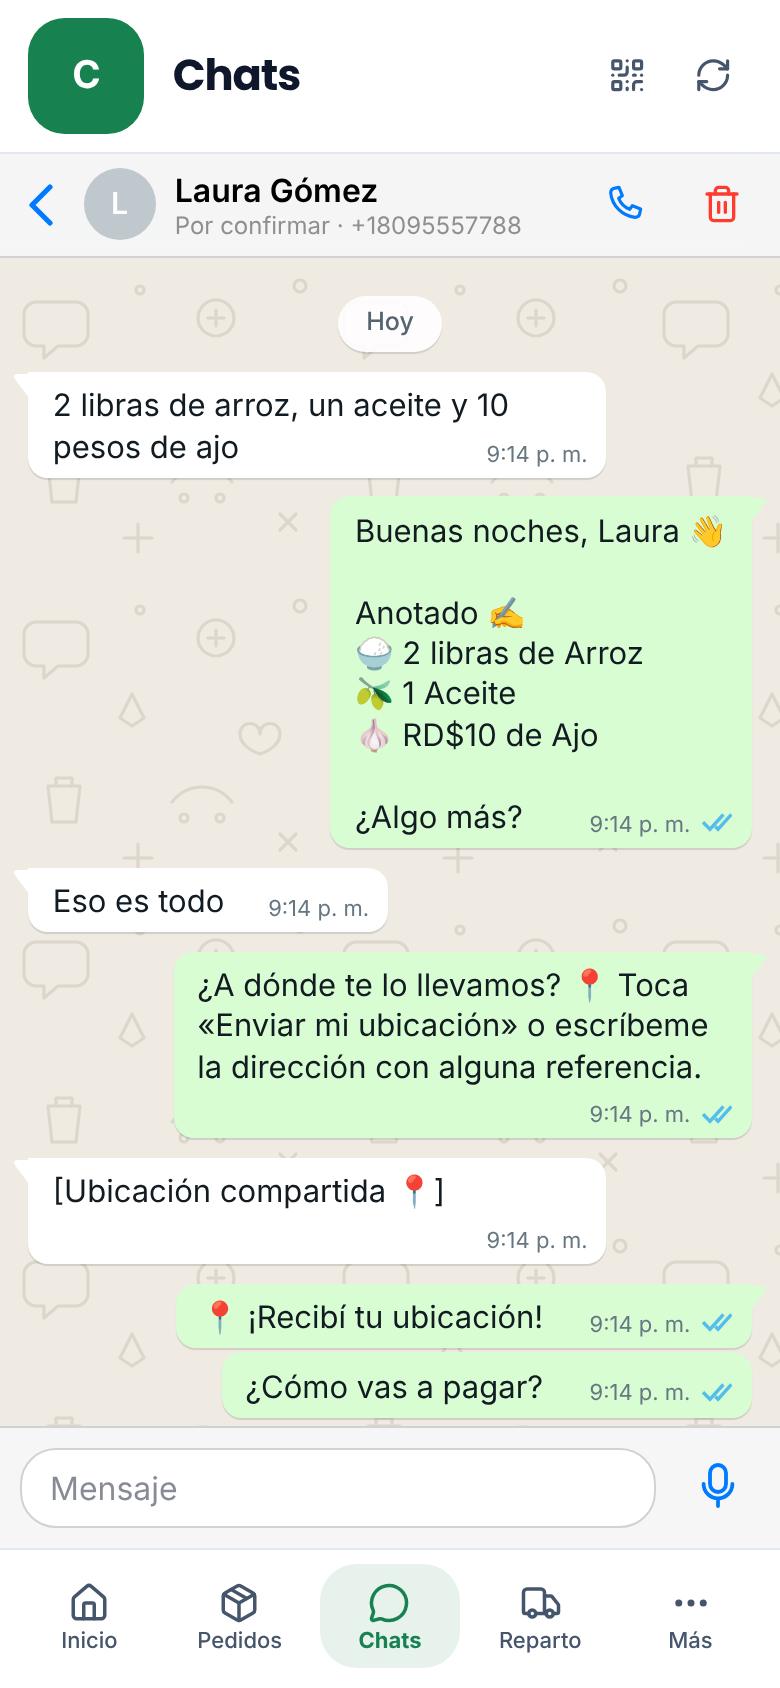 C
Chats
L
Laura Gómez
Por confirmar · +18095557788
Hoy
2 libras de arroz, un aceite y 10
pesos de ajo
9:14 p. m.
Buenas noches, Laura 👋
Anotado ✍️
🍚 2 libras de Arroz
🫒 1 Aceite
🧄 RD$10 de Ajo
¿Algo más?
9:14 p. m.
Eso es todo
9:14 p. m.
¿A dónde te lo llevamos? 📍 Toca
«Enviar mi ubicación» o escríbeme
la dirección con alguna referencia.
9:14 p. m.
[Ubicación compartida 📍]
9:14 p. m.
📍 ¡Recibí tu ubicación!
9:14 p. m.
¿Cómo vas a pagar?
9:14 p. m.
Mensaje
Inicio
Pedidos
Chats
Reparto
Más